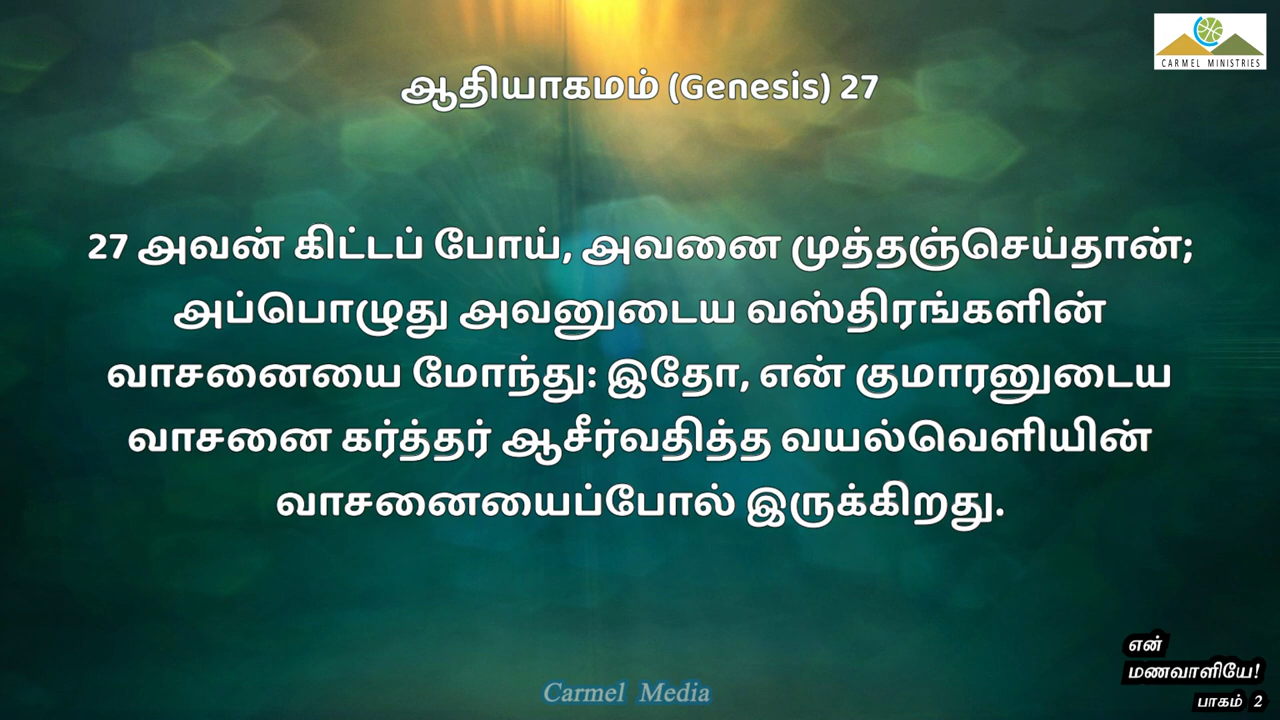 CARMEL MINISTRIES
ஆதியாகமம் (Genesis) 27
27 அவன் கிட்டப் போய், அவனை முத்தஞ்செய்தான்;
அப்பொழுது அவனுடைய வஸ்திரங்களின்
வாசனையை மோந்து: இதோ, என் குமாரனுடைய
வாசனை கர்த்தர் ஆசீர்வதித்த வயல்வெளியின்
வாசனையைப்போல் இருக்கிறது.
என்
மணவாளியே!
பாகம் 2
Carmel Media